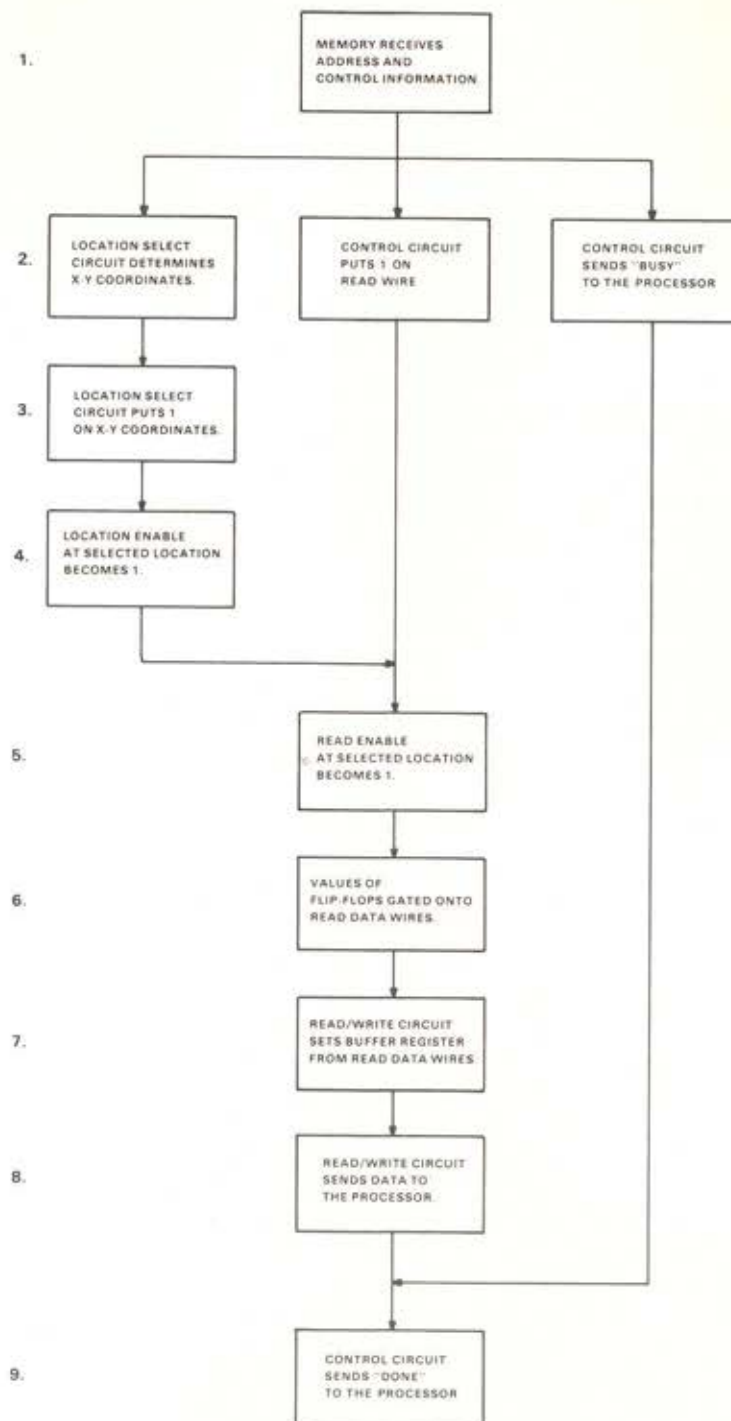 1.
MEMORY RECEIVES
ADDRESS AND
CONTROL INFORMATION
2.
LOCATION SELECT
CIRCUIT DETERMINES
X-Y COORDINATES.
CONTROL CIRCUIT
PUTS 1 ON
READ WIRE
CONTROL CIRCUIT
SENDS "BUSY"
TO THE PROCESSOR
3.
LOCATION SELECT
CIRCUIT PUTS 1
ON X-Y COORDINATES.
4.
LOCATION ENABLE
AT SELECTED LOCATION
BECOMES 1.
5.
READ ENABLE
AT SELECTED LOCATION
BECOMES 1.
6.
VALUES OF
FLIP-FLOPS GATED ONTO
READ DATA WIRES.
7.
READ/WRITE CIRCUIT
SETS BUFFER REGISTER
FROM READ DATA WIRES
8.
READ/WRITE CIRCUIT
SENDS DATA TO
THE PROCESSOR.
9.
CONTROL CIRCUIT
SENDS "DONE"
TO THE PROCESSOR